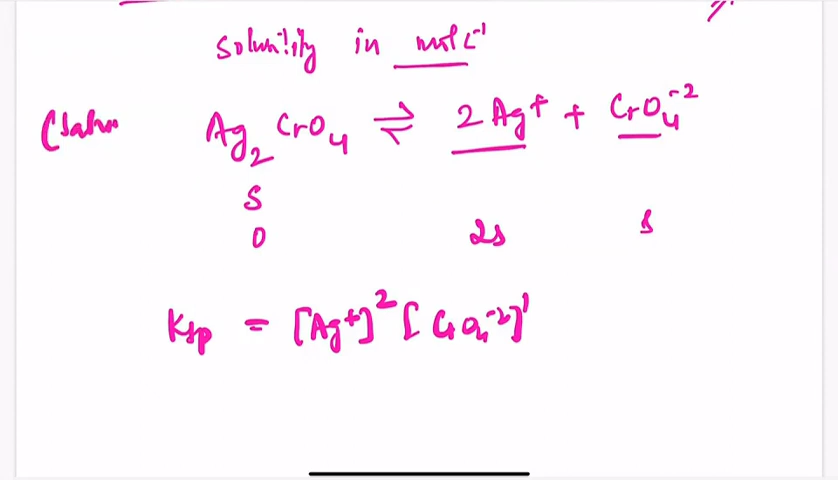 solubility in mol L⁻¹
Ag₂CrO₄ ⇌ 2Ag⁺ + CrO₄⁻²
S
0 2s s
Ksp = [Ag⁺]² [CrO₄⁻²]¹